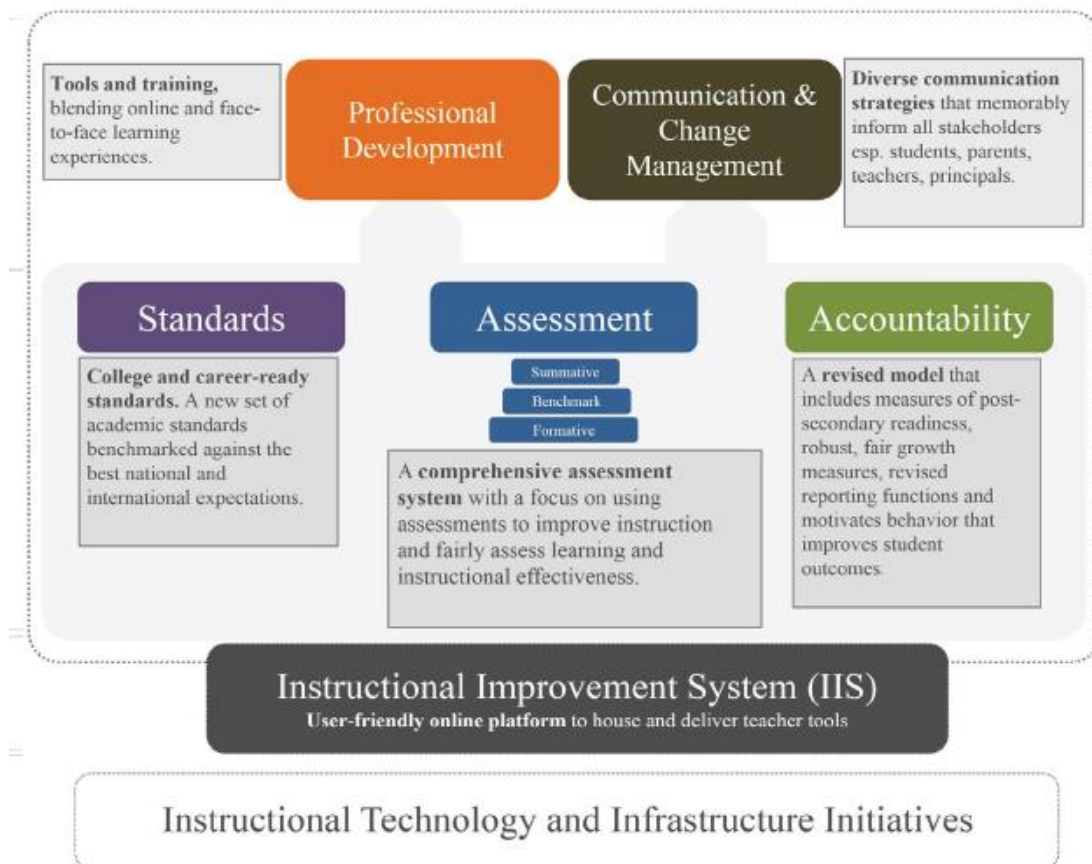 Tools and training,
blending online and face-
to-face learning
experiences.
Professional
Development
Communication &
Change
Management
Diverse communication
strategies that memorably
inform all stakeholders
esp. students, parents,
teachers, principals.
Standards
College and career-ready
standards. A new set of
academic standards
benchmarked against the
best national and
international expectations.
Assessment
Summative
Benchmark
Formative
A comprehensive assessment
system with a focus on using
assessments to improve instruction
and fairly assess learning and
instructional effectiveness.
Accountability
A revised model that
includes measures of post-
secondary readiness,
robust, fair growth
measures, revised
reporting functions and
motivates behavior that
improves student
outcomes.
Instructional Improvement System (IIS)
User-friendly online platform to house and deliver teacher tools
Instructional Technology and Infrastructure Initiatives